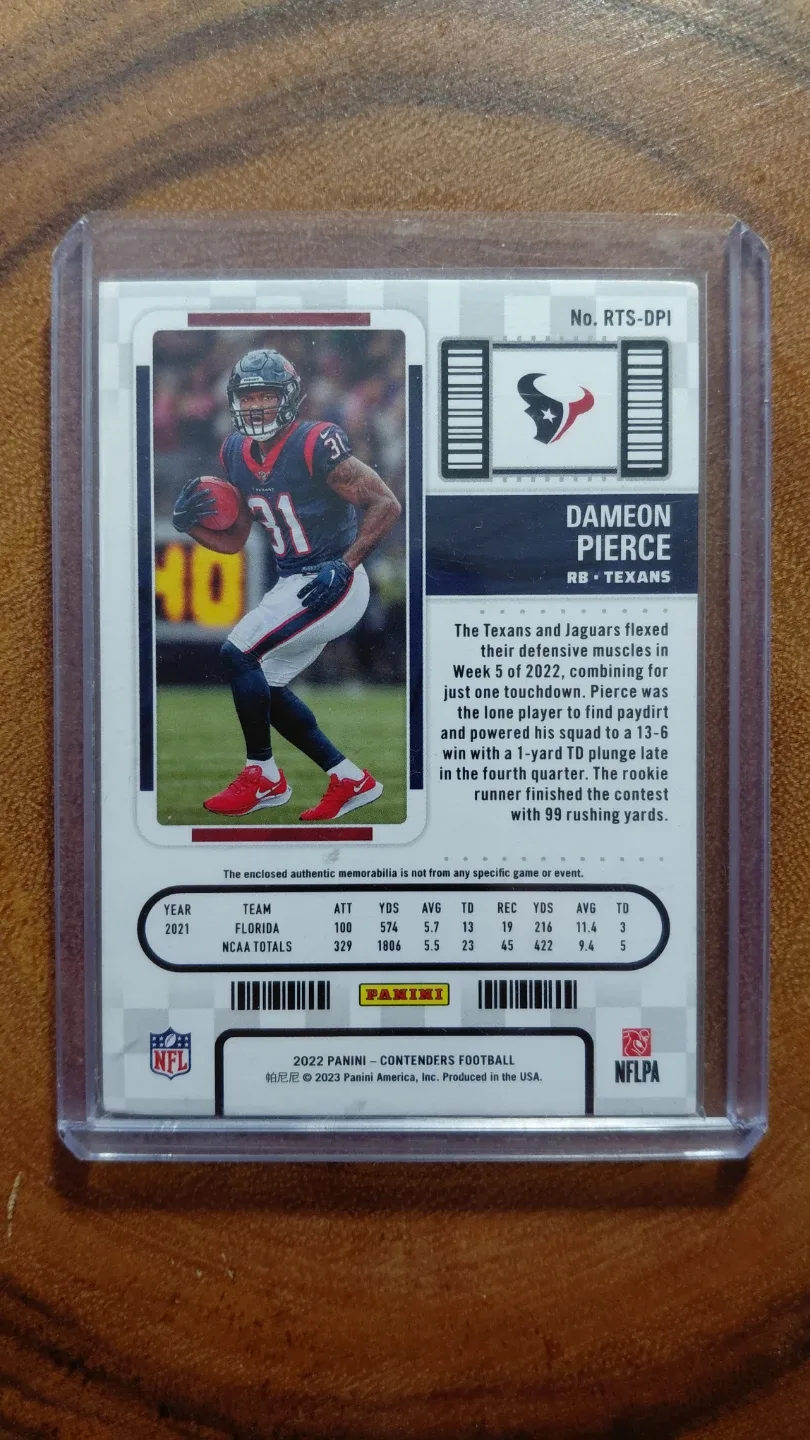 No. RTS-DPI
31
31
TEXANS
40
DAMEON
PIERCE
RB • TEXANS
The Texans and Jaguars flexed
their defensive muscles in
Week 5 of 2022, combining for
just one touchdown. Pierce was
the lone player to find paydirt
and powered his squad to a 13-6
win with a 1-yard TD plunge late
in the fourth quarter. The rookie
runner finished the contest
with 99 rushing yards.
The enclosed authentic memorabilia is not from any specific game or event.
YEAR TEAM ATT YDS AVG TD REC YDS AVG TD
2021 FLORIDA 100 574 5.7 13 19 216 11.4 3
NCAA TOTALS 329 1806 5.5 23 45 422 9.4 5
PANINI
NFL
2022 PANINI – CONTENDERS FOOTBALL
帕尼尼 © 2023 Panini America, Inc. Produced in the USA.
NFLPA